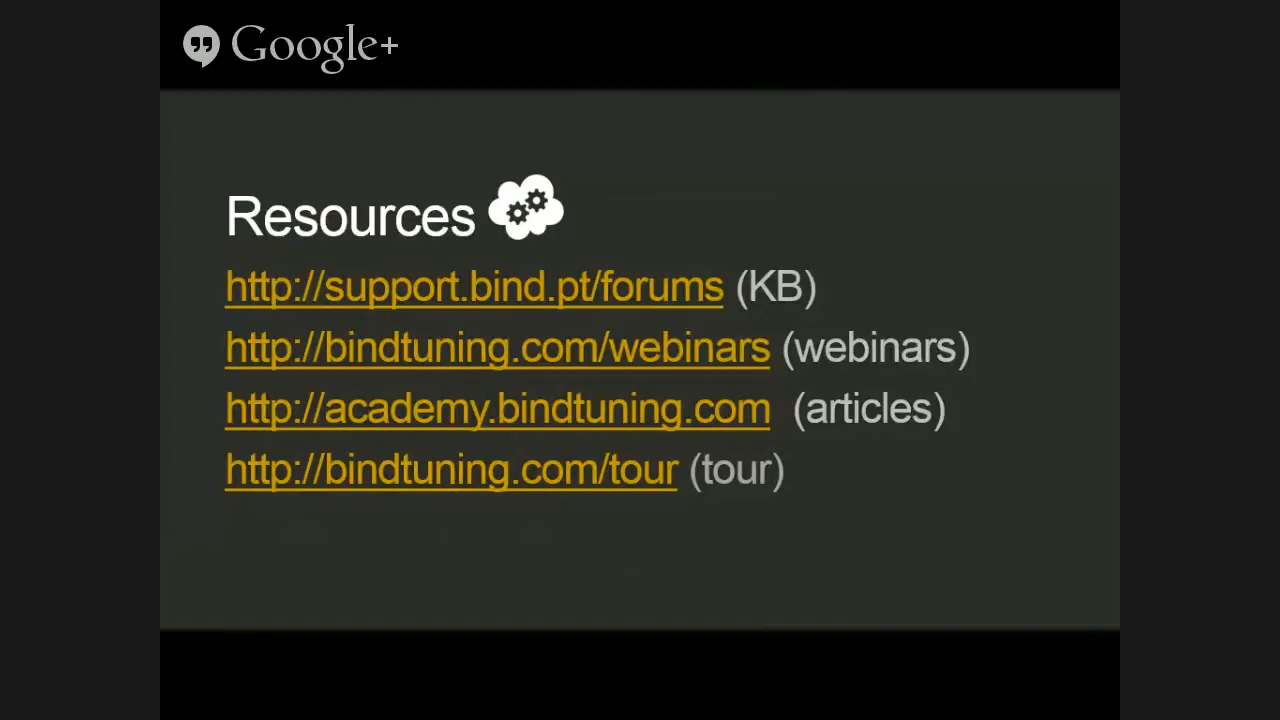 Google+
Resources
http://support.bind.pt/forums (KB)
http://bindtuning.com/webinars (webinars)
http://academy.bindtuning.com (articles)
http://bindtuning.com/tour (tour)